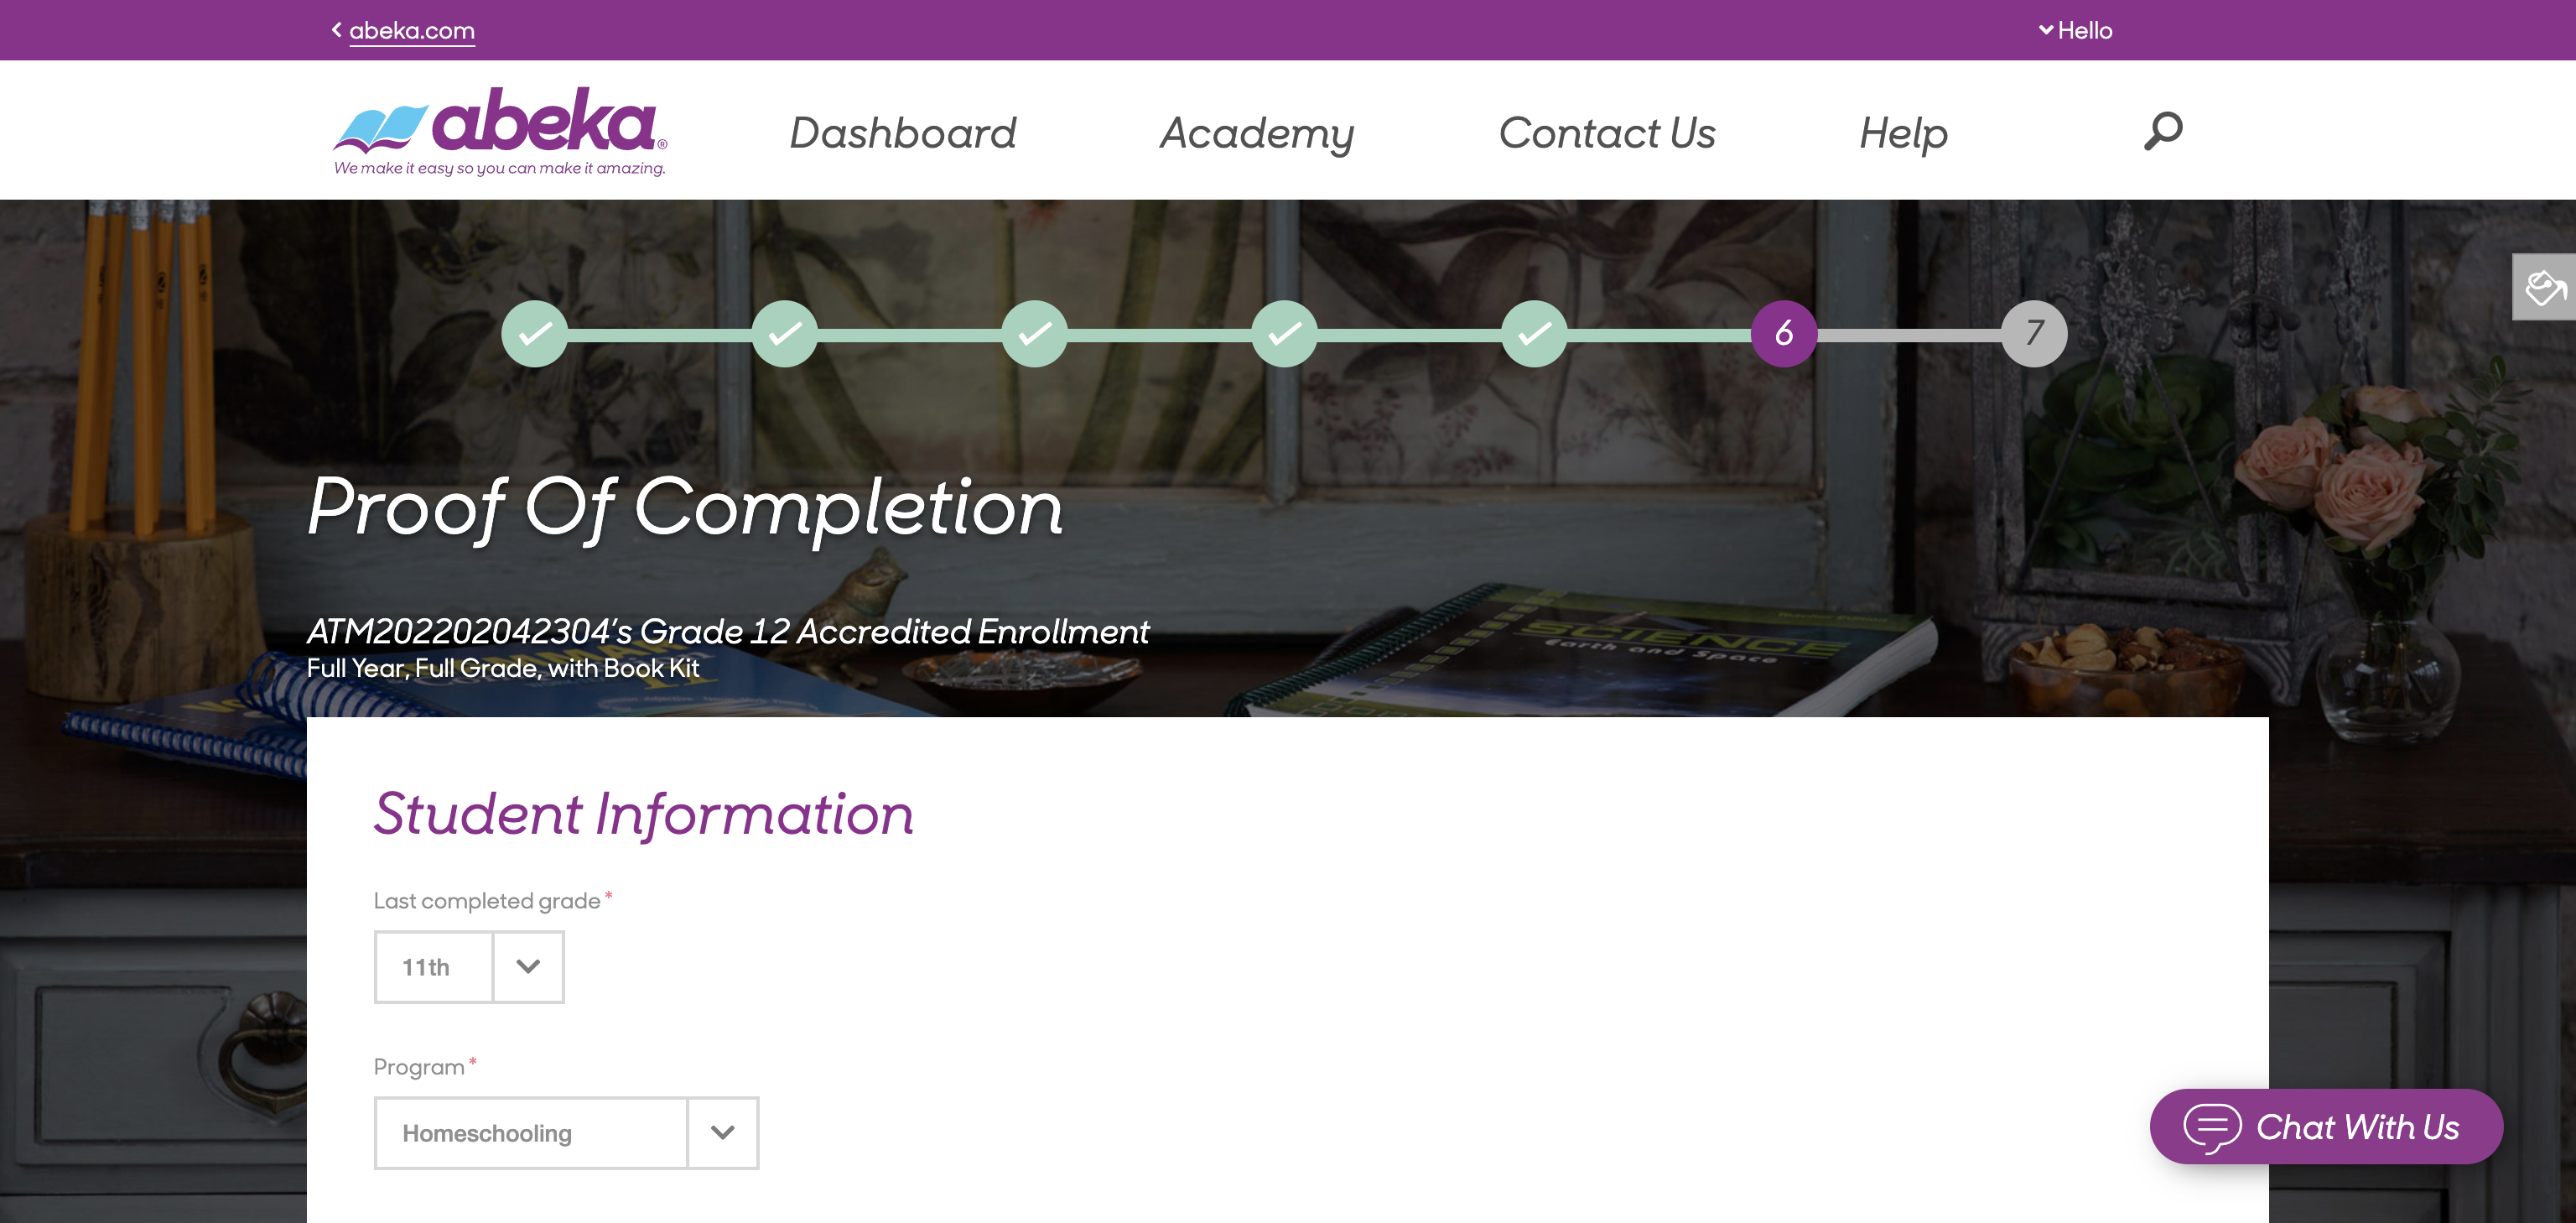 abeka.com
Hello
abeka®
We make it easy so you can make it amazing.
Dashboard
Academy
Contact Us
Help
6
7
Proof Of Completion
ATM202202042304's Grade 12 Accredited Enrollment
Full Year, Full Grade, with Book Kit
SCIENCE
Earth and Space
Student Information
Last completed grade *
11th
Program *
Homeschooling
Chat With Us